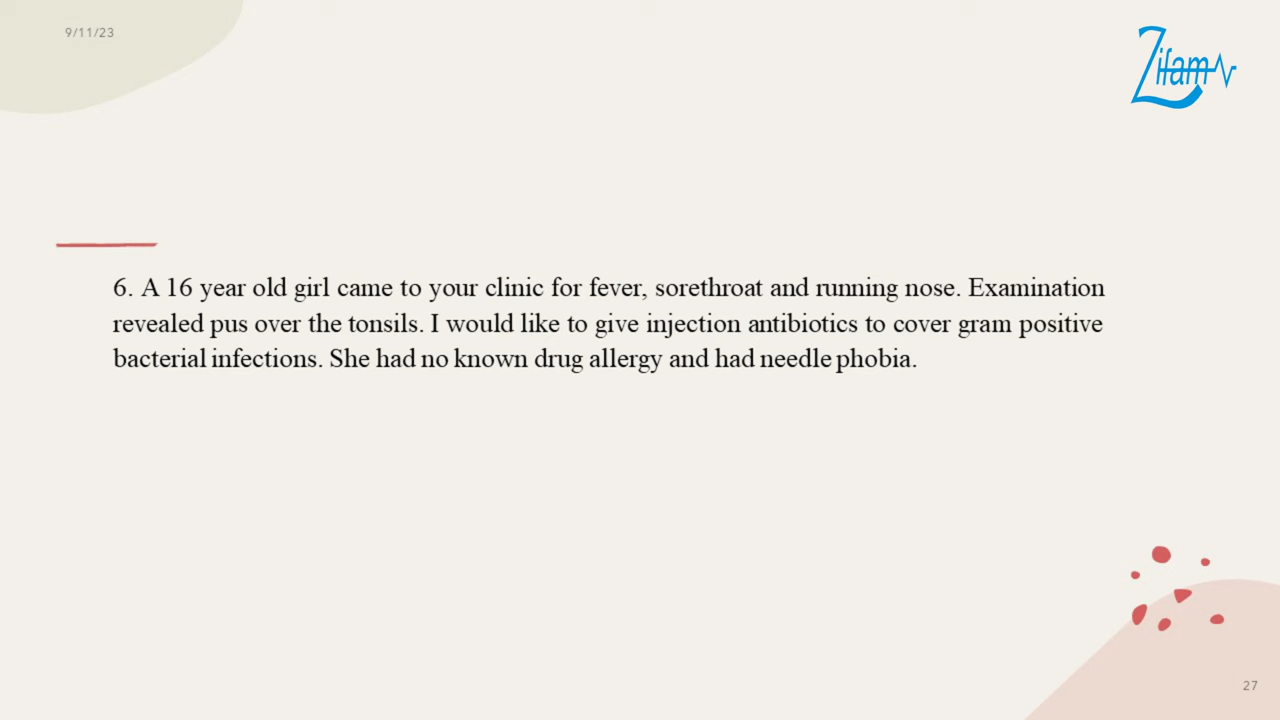 9/11/23
Zifam
6. A 16 year old girl came to your clinic for fever, sorethroat and running nose. Examination
revealed pus over the tonsils. I would like to give injection antibiotics to cover gram positive
bacterial infections. She had no known drug allergy and had needle phobia.
27